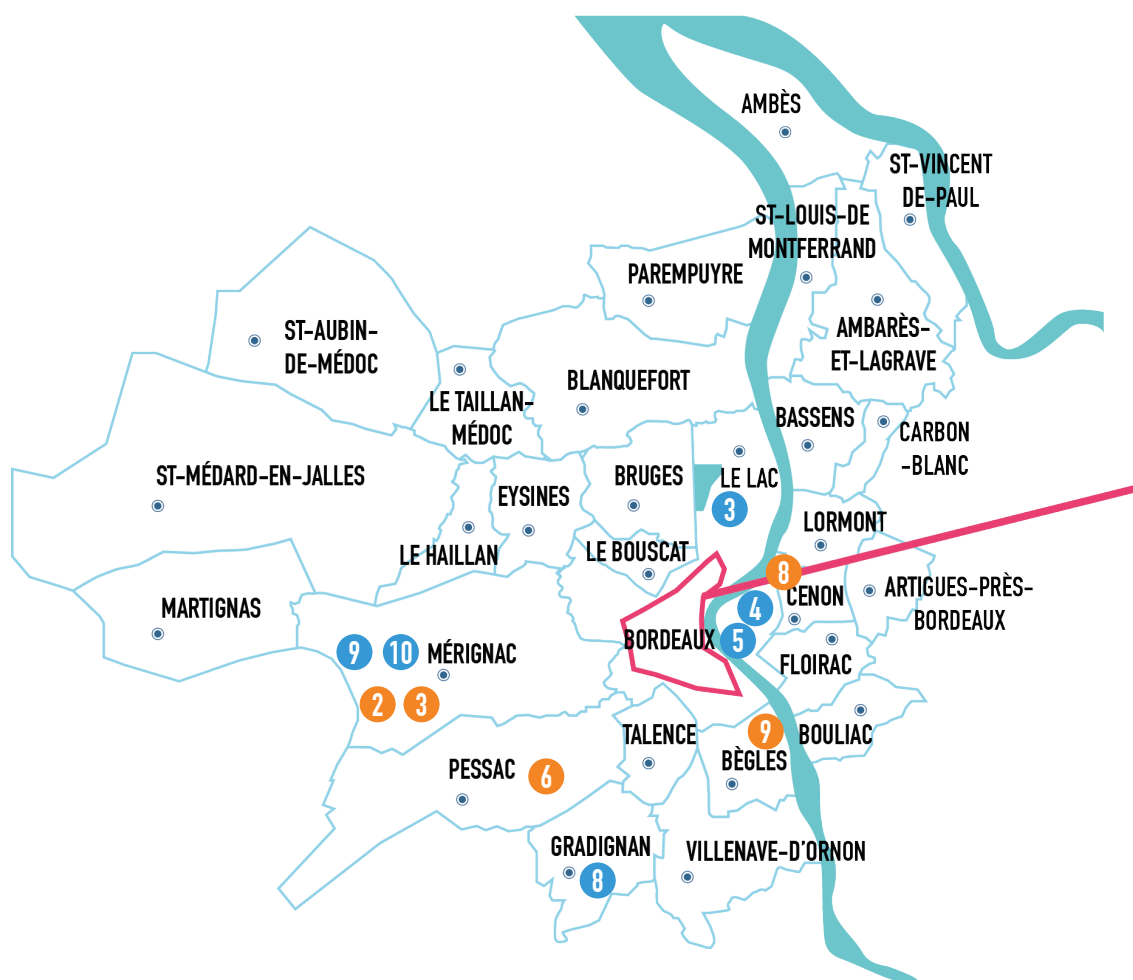 AMBÈS
ST-VINCENT
DE-PAUL
ST-LOUIS-DE
MONTFERRAND
PAREMPUYRE
ST-AUBIN-
DE-MÉDOC
AMBARÈS-
ET-LAGRAVE
BLANQUEFORT
LE TAILLAN-
MÉDOC
BASSENS
CARBON
-BLANC
ST-MÉDARD-EN-JALLES
EYSINES
BRUGES
LE LAC
3
LORMONT
LE HAILLAN
LE BOUSCAT
8
CENON
ARTIGUES-PRÈS-
BORDEAUX
MARTIGNAS
4
BORDEAUX
5
9
10
MÉRIGNAC
FLOIRAC
2
3
TALENCE
9
BOULIAC
BÈGLES
PESSAC
6
GRADIGNAN
8
VILLENAVE-D'ORNON